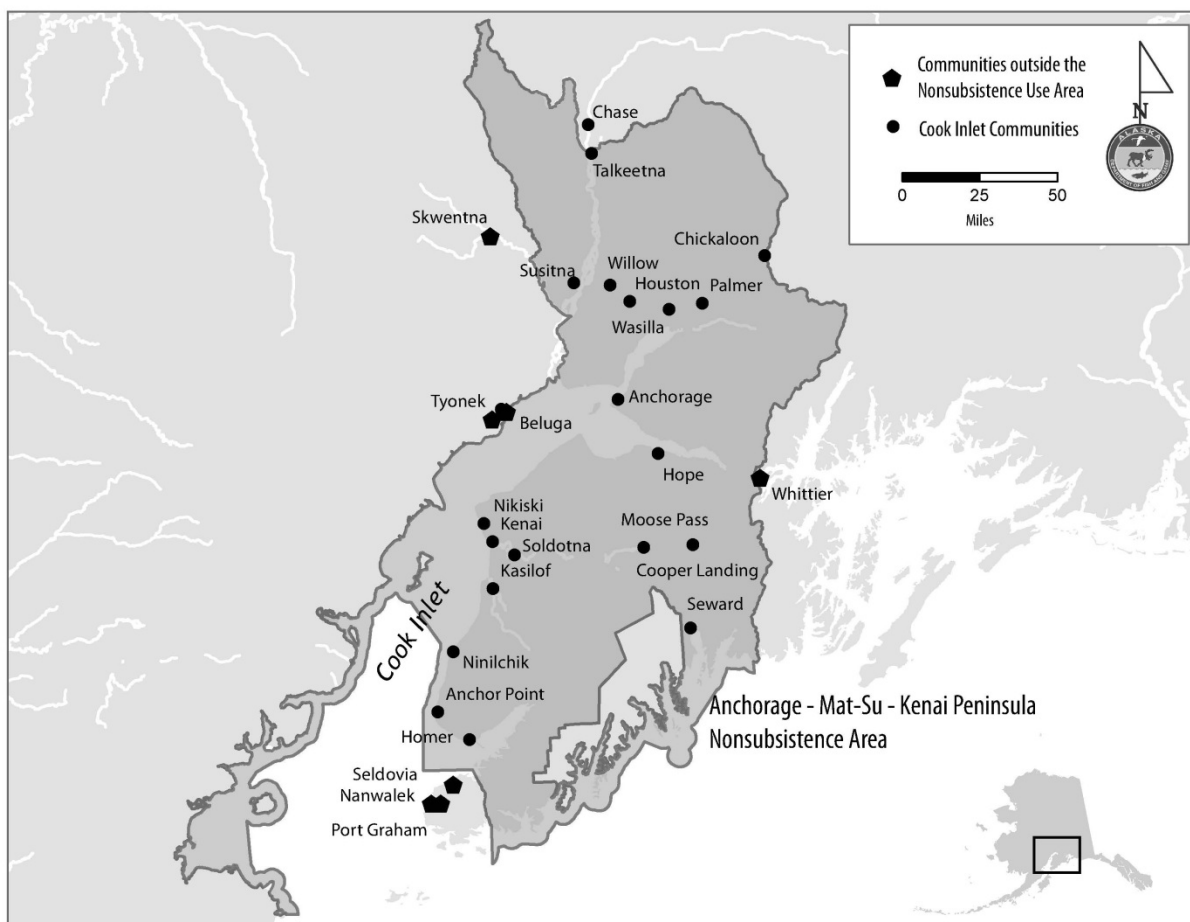 Communities outside the
Nonsubsistence Use Area
Cook Inlet Communities
N
ALASKA
0
25
50
Miles
Chase
Talkeetna
Skwentna
Chickaloon
Susitna
Willow
Houston
Palmer
Wasilla
Tyonek
Beluga
Anchorage
Hope
Whittier
Nikiski
Kenai
Soldotna
Kasilof
Moose Pass
Cooper Landing
Seward
Cook Inlet
Ninilchik
Anchor Point
Homer
Anchorage - Mat-Su - Kenai Peninsula
Nonsubsistence Area
Seldovia
Nanwalek
Port Graham